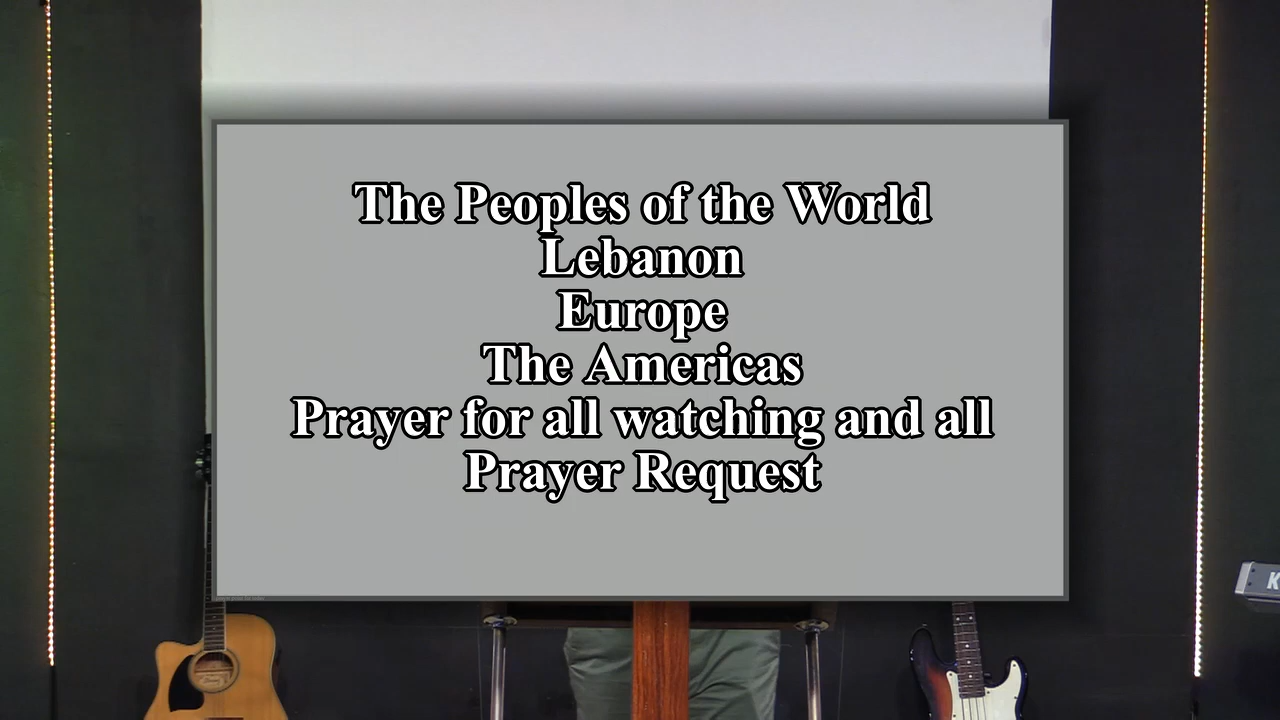 The Peoples of the World
Lebanon
Europe
The Americas
Prayer for all watching and all
Prayer Request
K